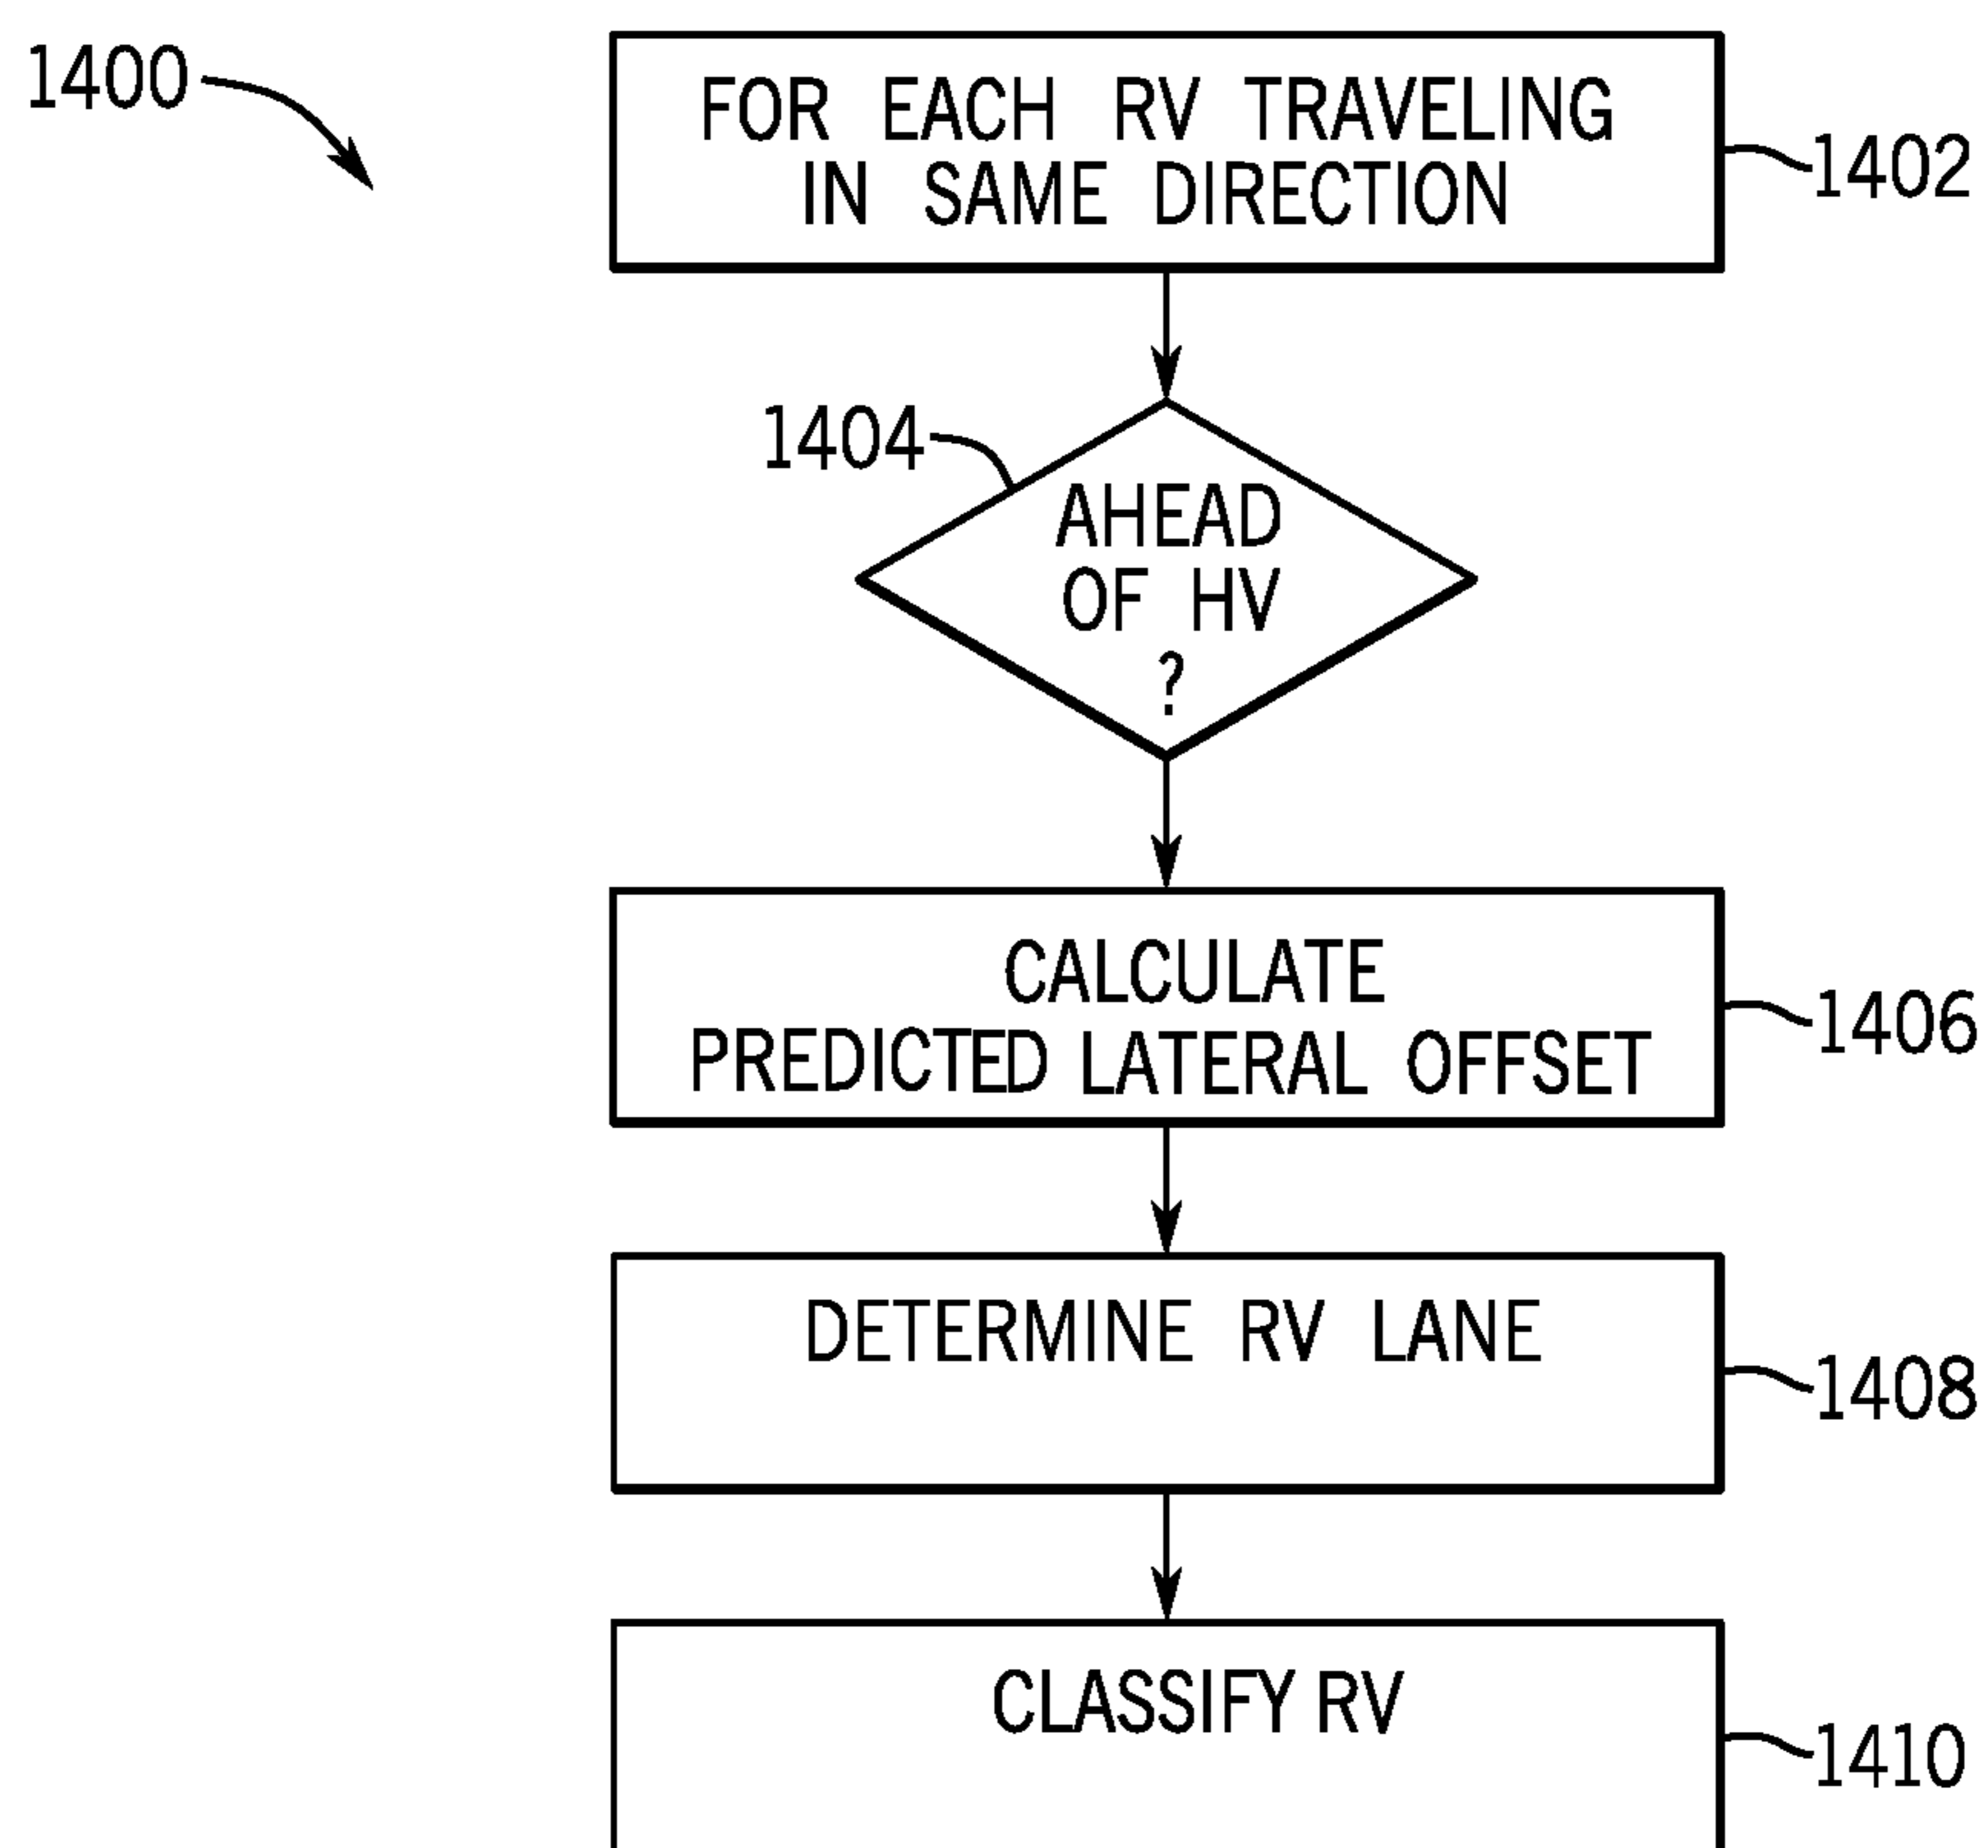 1400
FOR EACH RV TRAVELING
IN SAME DIRECTION
1402
1404
AHEAD
OF HV
?
CALCULATE
PREDICTED LATERAL OFFSET
1406
DETERMINE RV LANE
1408
CLASSIFY RV
1410